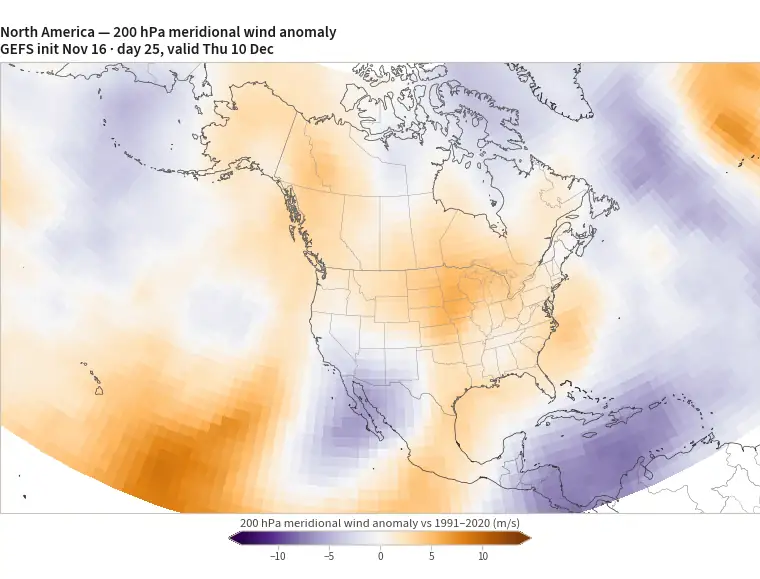 North America — 200 hPa meridional wind anomaly
GEFS init Nov 16 · day 25, valid Thu 10 Dec
200 hPa meridional wind anomaly vs 1991–2020 (m/s)
−10 −5 0 5 10